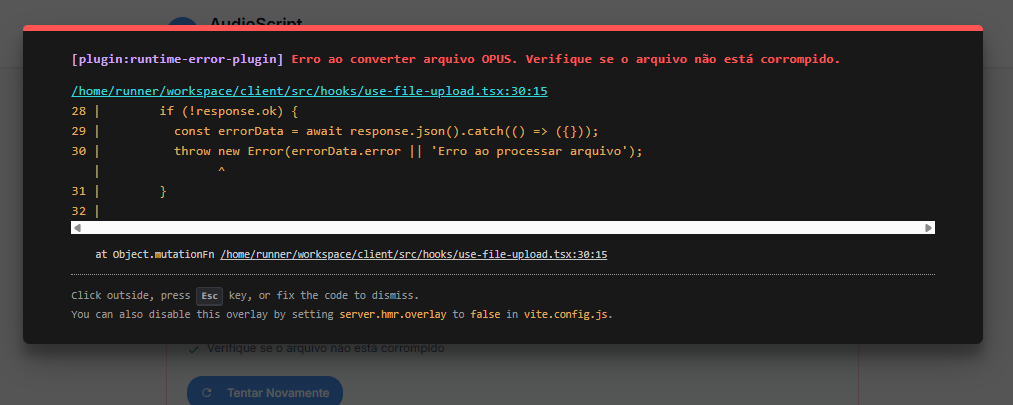 AudioScript
[plugin:runtime-error-plugin] Erro ao converter arquivo OPUS. Verifique se o arquivo não está corrompido.
/home/runner/workspace/client/src/hooks/use-file-upload.tsx:30:15
28 |        if (!response.ok) {
29 |          const errorData = await response.json().catch(() => ({}));
30 |          throw new Error(errorData.error || 'Erro ao processar arquivo');
   |                ^
31 |        }
32 |
at Object.mutationFn /home/runner/workspace/client/src/hooks/use-file-upload.tsx:30:15
Click outside, press Esc key, or fix the code to dismiss.
You can also disable this overlay by setting server.hmr.overlay to false in vite.config.js.
Verifique se o arquivo não está corrompido
Tentar Novamente